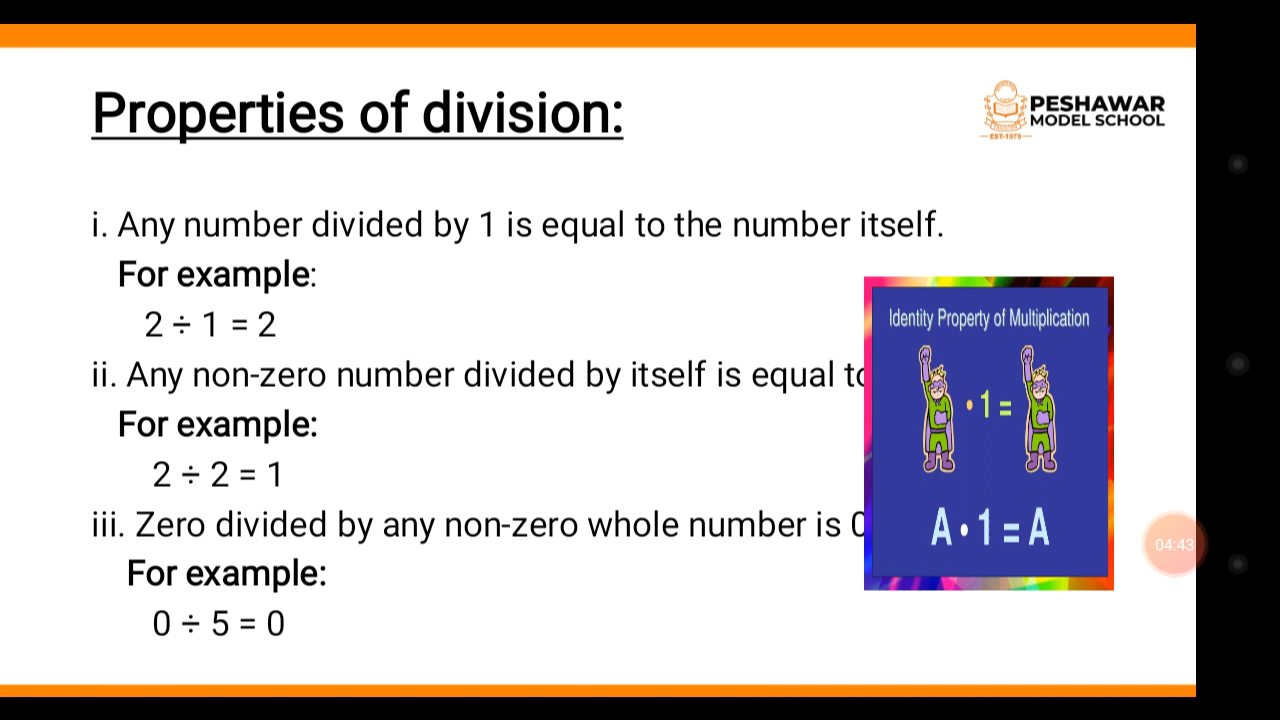 Properties of division:
PESHAWAR
MODEL SCHOOL
EST-1979
i. Any number divided by 1 is equal to the number itself.
For example:
2 ÷ 1 = 2
ii. Any non-zero number divided by itself is equal to
For example:
2 ÷ 2 = 1
iii. Zero divided by any non-zero whole number is 0
For example:
0 ÷ 5 = 0
Identity Property of Multiplication
• 1 =
A • 1 = A
04:43